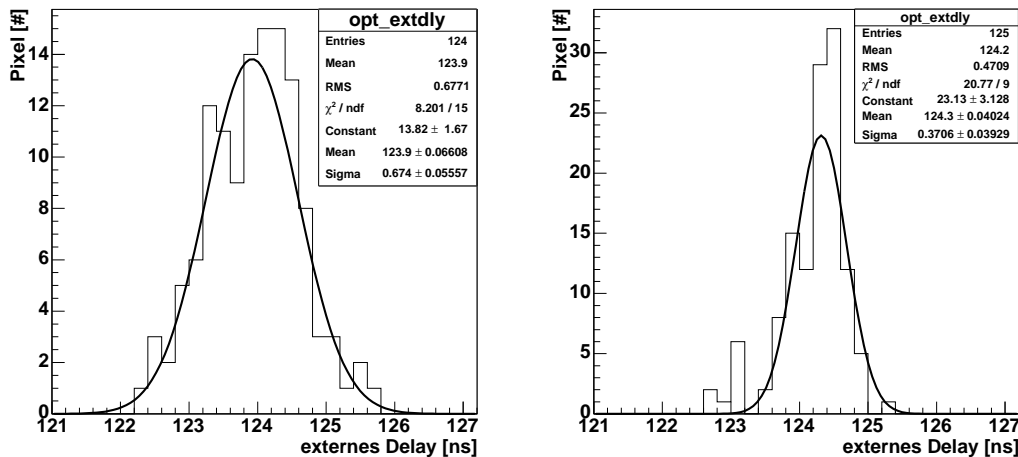 Pixel [#]
opt_extdly
Entries 124
Mean 123.9
RMS 0.6771
χ² / ndf 8.201 / 15
Constant 13.82 ± 1.67
Mean 123.9 ± 0.06608
Sigma 0.674 ± 0.05557
14
12
10
8
6
4
2
0
121 122 123 124 125 126 127
externes Delay [ns]
Pixel [#]
opt_extdly
Entries 125
Mean 124.2
RMS 0.4709
χ² / ndf 20.77 / 9
Constant 23.13 ± 3.128
Mean 124.3 ± 0.04024
Sigma 0.3706 ± 0.03929
30
25
20
15
10
5
0
121 122 123 124 125 126 127
externes Delay [ns]